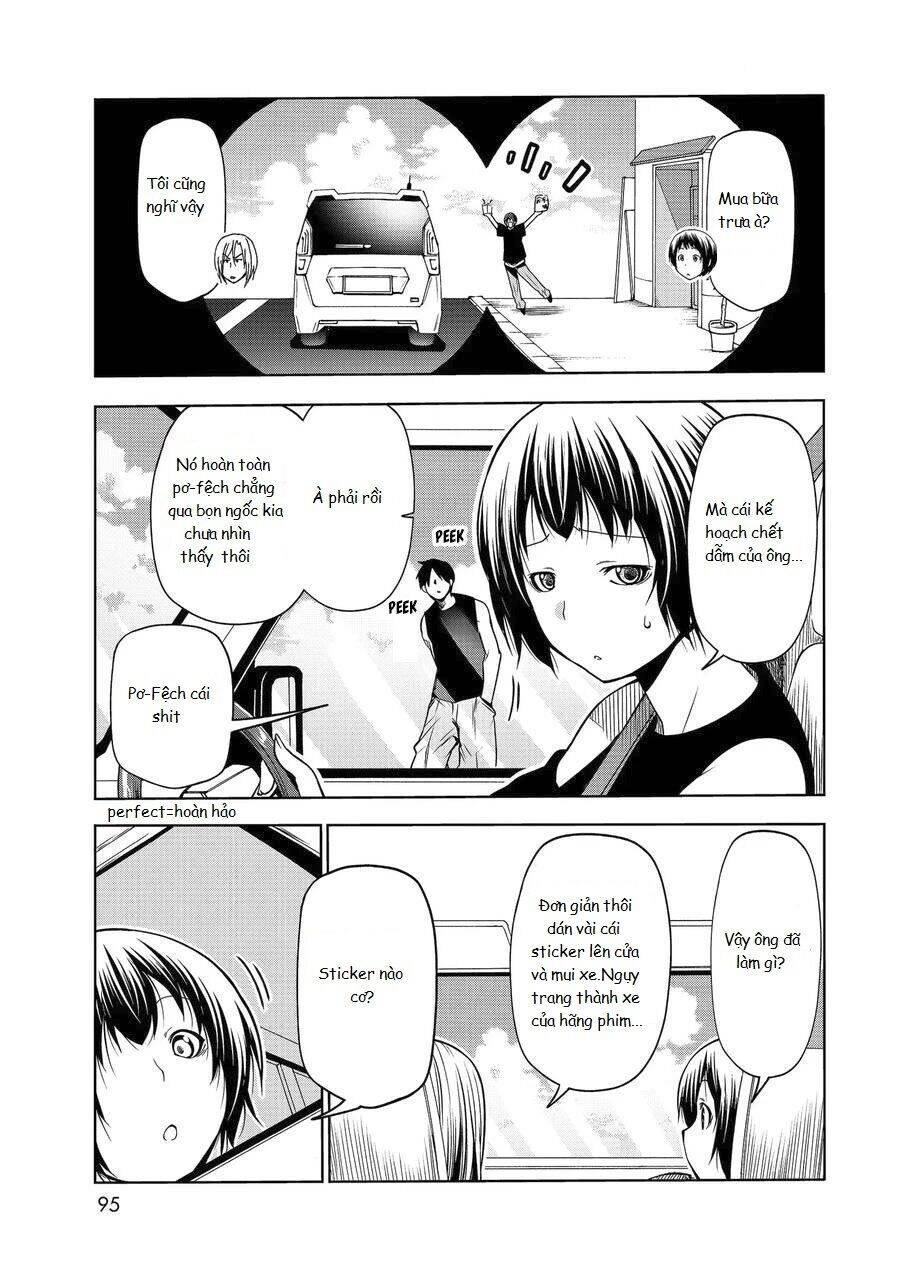 Mua bữa
trưa à?
Tôi cũng
nghĩ vậy
Mà cái kế
hoạch chết
dẫm của ông...
À phải rồi
Nó hoàn toàn
pơ-fệch chẳng
qua bọn ngốc kia
chưa nhìn
thấy thôi
PEEK
PEEK
Pơ-Fệch cái
shit
perfect=hoàn hảo
Vậy ông đã
làm gì?
Đơn giản thôi
dán vài cái
sticker lên cửa
và mui xe.Ngụy
trang thành xe
của hãng phim...
Sticker nào
cơ?
95